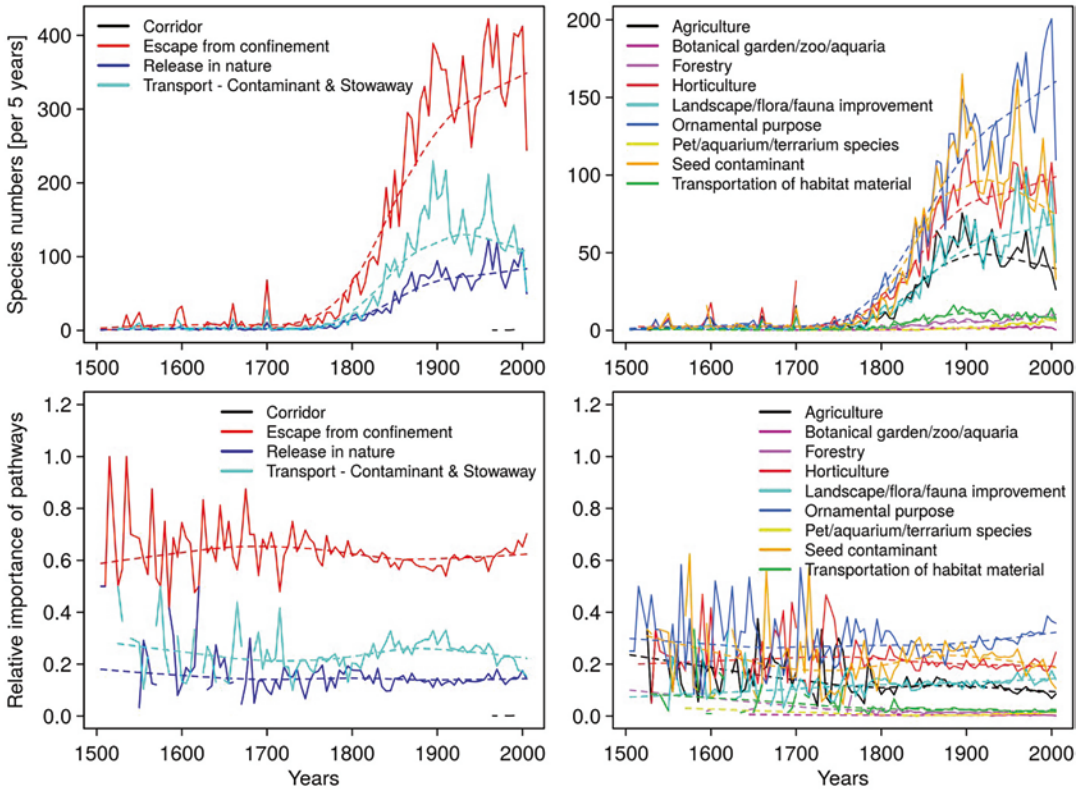 Species numbers [per 5 years]
400
300
200
100
0
Corridor
Escape from confinement
Release in nature
Transport - Contaminant & Stowaway
1500 1600 1700 1800 1900 2000
200
150
100
50
0
Agriculture
Botanical garden/zoo/aquaria
Forestry
Horticulture
Landscape/flora/fauna improvement
Ornamental purpose
Pet/aquarium/terrarium species
Seed contaminant
Transportation of habitat material
1500 1600 1700 1800 1900 2000
Relative importance of pathways
1.2
1.0
0.8
0.6
0.4
0.2
0.0
Corridor
Escape from confinement
Release in nature
Transport - Contaminant & Stowaway
1500 1600 1700 1800 1900 2000
Years
1.2
1.0
0.8
0.6
0.4
0.2
0.0
Agriculture
Botanical garden/zoo/aquaria
Forestry
Horticulture
Landscape/flora/fauna improvement
Ornamental purpose
Pet/aquarium/terrarium species
Seed contaminant
Transportation of habitat material
1500 1600 1700 1800 1900 2000
Years